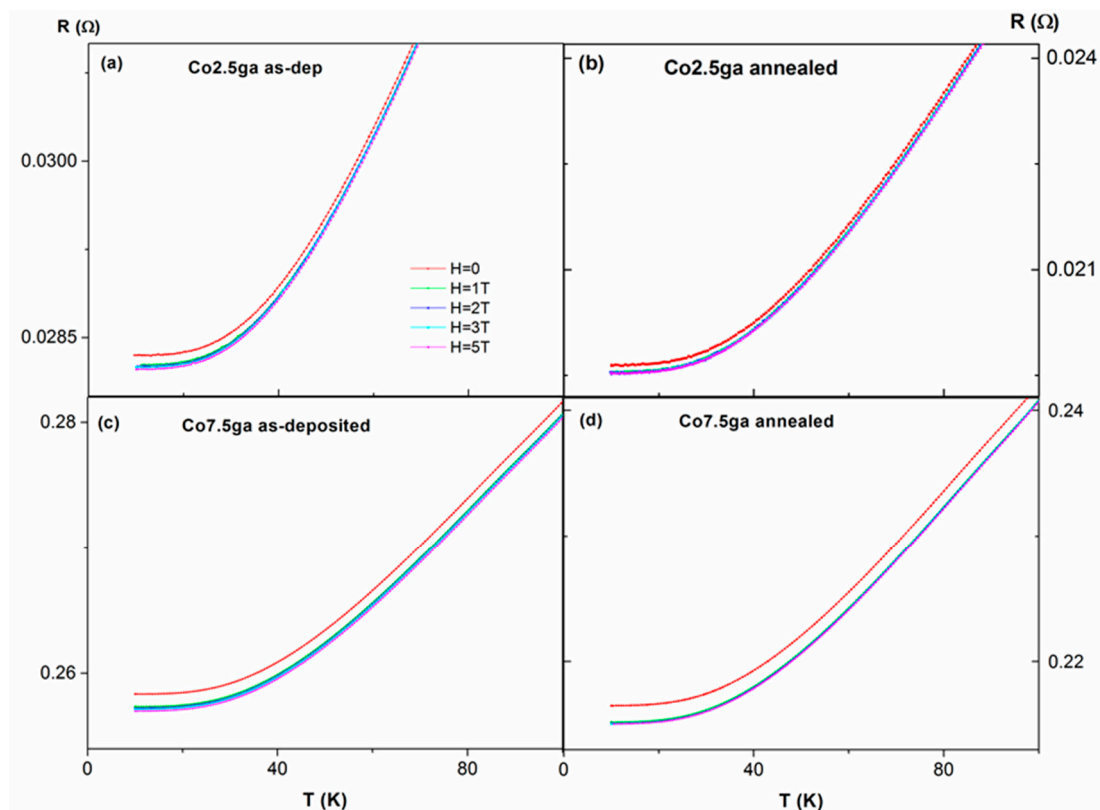 R (Ω)
R (Ω)
(a)
Co2.5ga as-dep
(b)
Co2.5ga annealed
0.024
0.0300
H=0
H=1T
H=2T
H=3T
H=5T
0.021
0.0285
(c)
Co7.5ga as-deposited
(d)
Co7.5ga annealed
0.28
0.24
0.26
0.22
0
40
80
0
40
80
T (K)
T (K)